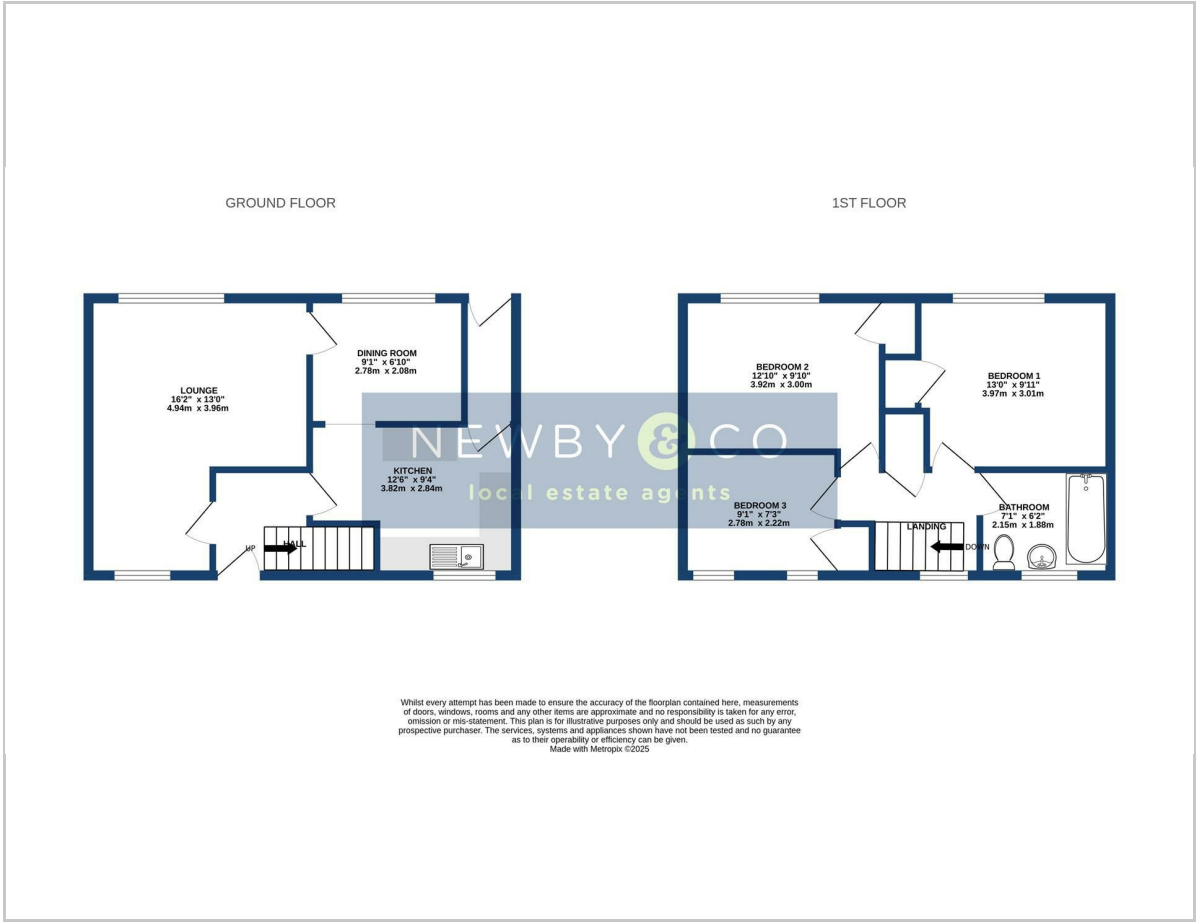 GROUND FLOOR
1ST FLOOR
LOUNGE
16'2" x 13'0"
4.94m x 3.96m
DINING ROOM
9'1" x 6'10"
2.78m x 2.08m
KITCHEN
12'6" x 9'4"
3.82m x 2.84m
UP
HALL
BEDROOM 2
12'10" x 9'10"
3.92m x 3.00m
BEDROOM 1
13'0" x 9'11"
3.97m x 3.01m
BEDROOM 3
9'1" x 7'3"
2.78m x 2.22m
BATHROOM
7'1" x 6'2"
2.15m x 1.88m
LANDING
DOWN
NEWBY & CO
local estate agents
Whilst every attempt has been made to ensure the accuracy of the floorplan contained here, measurements
of doors, windows, rooms and any other items are approximate and no responsibility is taken for any error,
omission or mis-statement. This plan is for illustrative purposes only and should be used as such by any
prospective purchaser. The services, systems and appliances shown have not been tested and no guarantee
as to their operability or efficiency can be given.
Made with Metropix ©2025